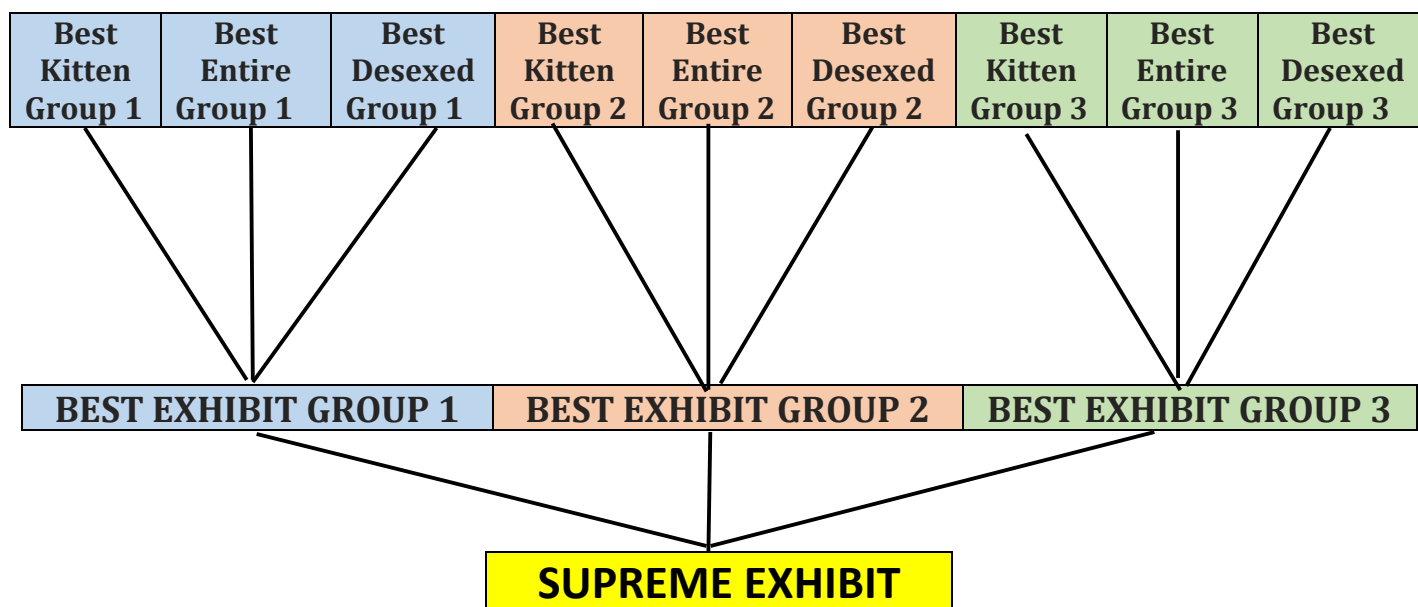 Best
Kitten
Group 1
Best
Entire
Group 1
Best
Desexed
Group 1
Best
Kitten
Group 2
Best
Entire
Group 2
Best
Desexed
Group 2
Best
Kitten
Group 3
Best
Entire
Group 3
Best
Desexed
Group 3
BEST EXHIBIT GROUP 1
BEST EXHIBIT GROUP 2
BEST EXHIBIT GROUP 3
SUPREME EXHIBIT